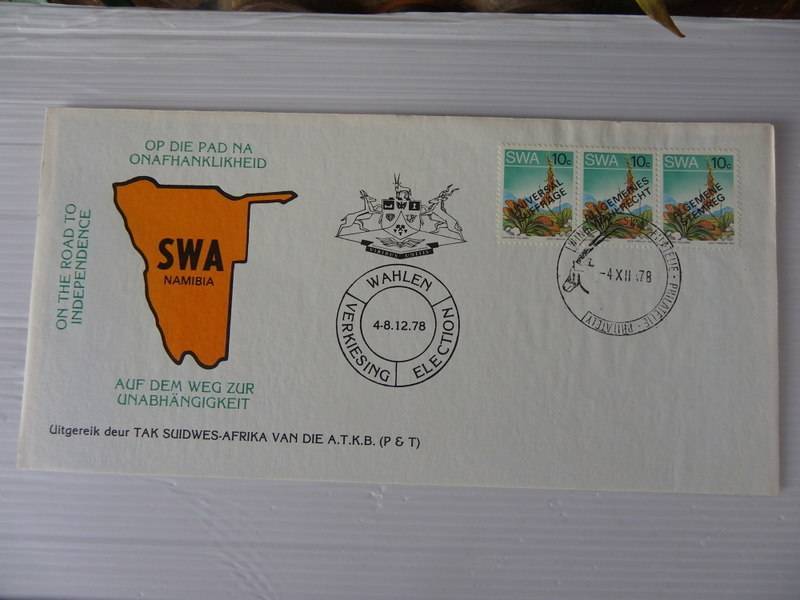 OP DIE PAD NA
ONAFHANKLIKHEID
ON THE ROAD TO
INDEPENDENCE
SWA
NAMIBIA
AUF DEM WEG ZUR
UNABHÄNGIGKEIT
Uitgereik deur TAK SUIDWES-AFRIKA VAN DIE A.T.K.B. (P & T)
WAHLEN
VERKIESING
ELECTION
4-8.12.78
SWA 10c
UNIVERSAL
SUFFRAGE
SWA 10c
ALLGEMEINES
WAHLRECHT
SWA 10c
ALGEMENE
STEMREG
-4 XII 78
PHILATELIE · PHILATELY